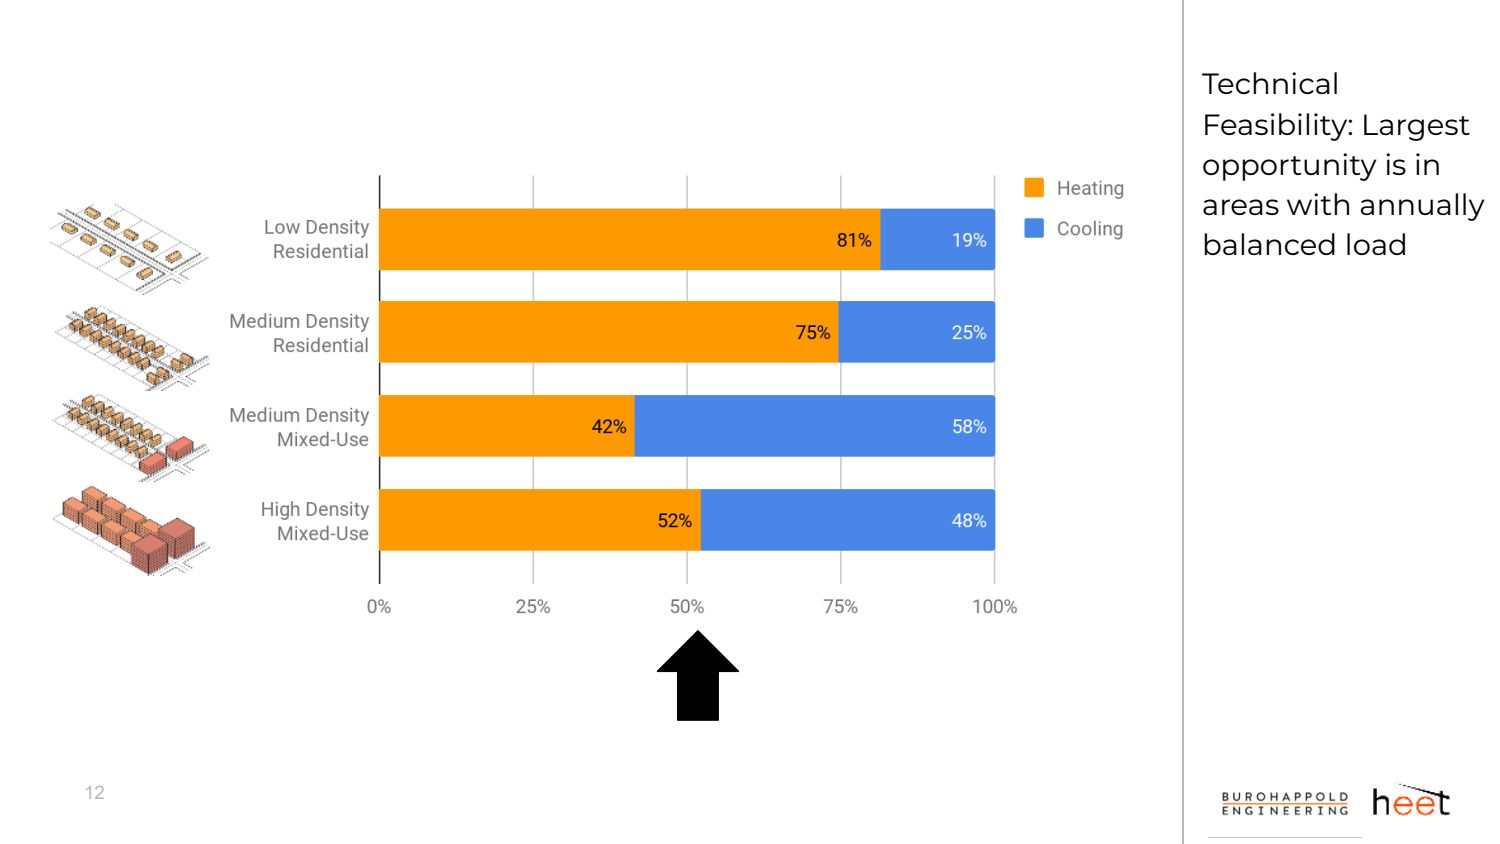 Technical
Feasibility: Largest
opportunity is in
areas with annually
balanced load
Heating
Cooling
Low Density
Residential
81%
19%
Medium Density
Residential
75%
25%
Medium Density
Mixed-Use
42%
58%
High Density
Mixed-Use
52%
48%
0%
25%
50%
75%
100%
12
BUROHAPPOLD
ENGINEERING
heet